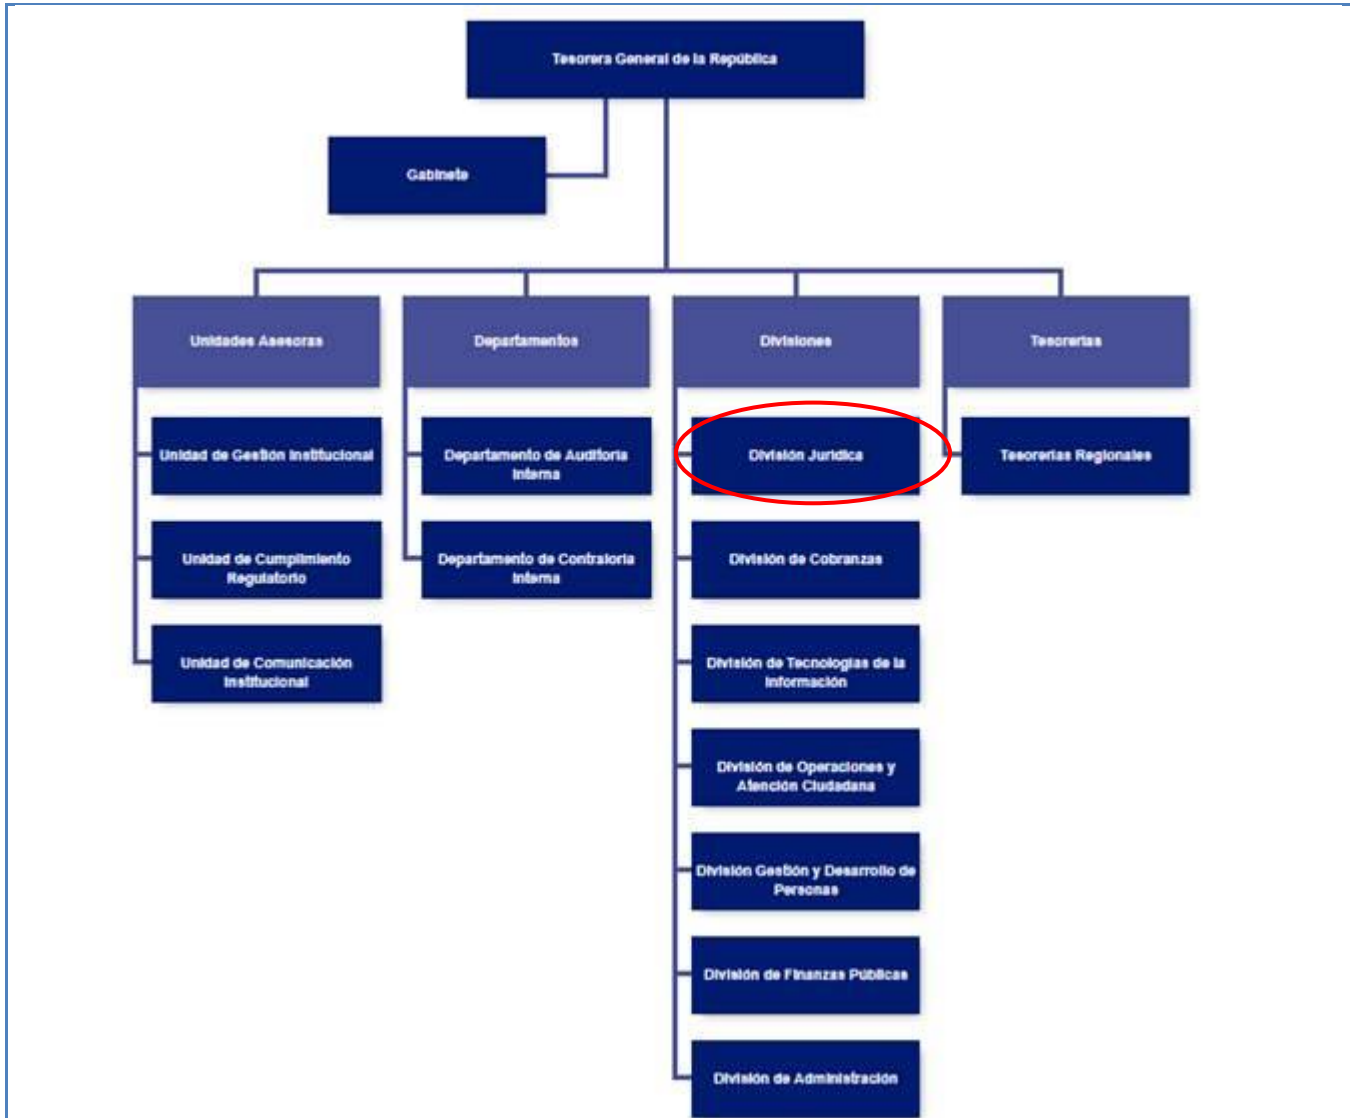 Tesorera General de la República
Gabinete
Unidades Asesoras
Departamentos
Divisiones
Tesorerías
Unidad de Gestión Institucional
Departamento de Auditoría
Interna
División Jurídica
Tesorerías Regionales
Unidad de Cumplimiento
Regulatorio
Departamento de Contraloría
Interna
División de Cobranzas
Unidad de Comunicación
Institucional
División de Tecnologías de la
Información
División de Operaciones y
Atención Ciudadana
División Gestión y Desarrollo de
Personas
División de Finanzas Públicas
División de Administración